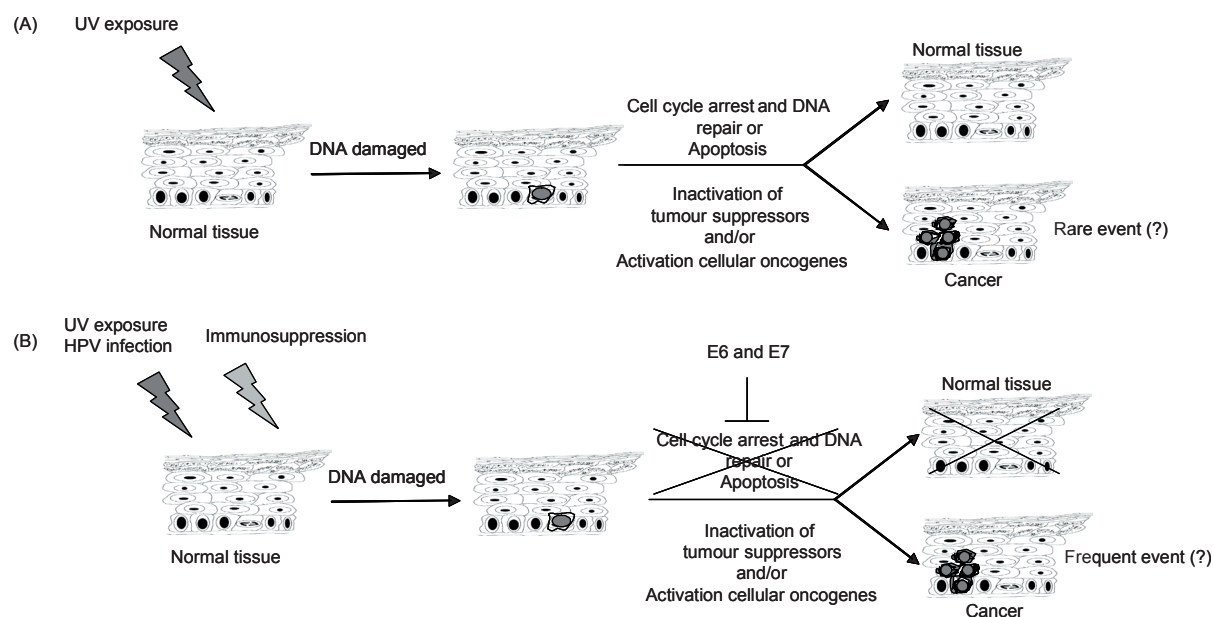 (A)
UV exposure
Normal tissue
DNA damaged
Cell cycle arrest and DNA
repair or
Apoptosis
Inactivation of
tumour suppressors
and/or
Activation cellular oncogenes
Normal tissue
Rare event (?)
Cancer
(B)
UV exposure
HPV infection
Immunosuppression
Normal tissue
DNA damaged
E6 and E7
Cell cycle arrest and DNA
repair or
Apoptosis
Inactivation of
tumour suppressors
and/or
Activation cellular oncogenes
Normal tissue
Frequent event (?)
Cancer